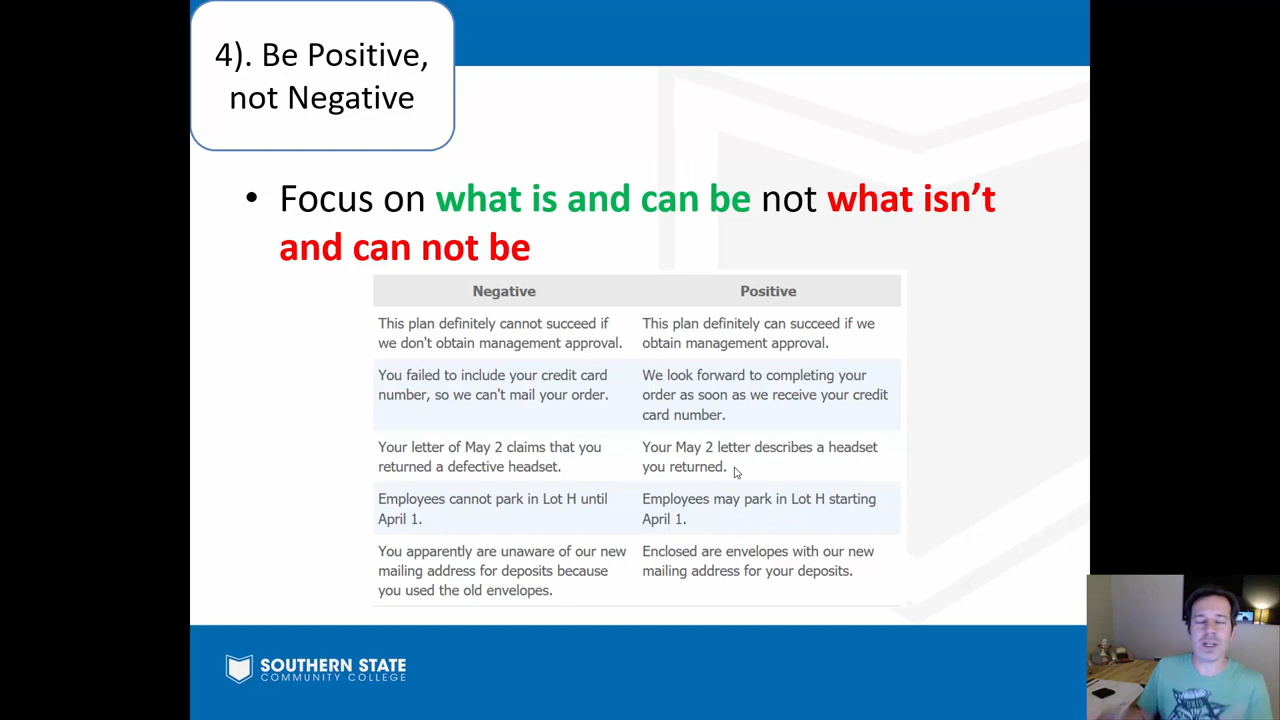 4). Be Positive,
not Negative
• Focus on what is and can be not what isn’t
and can not be
Negative
Positive
This plan definitely cannot succeed if
we don't obtain management approval.
This plan definitely can succeed if we
obtain management approval.
You failed to include your credit card
number, so we can't mail your order.
We look forward to completing your
order as soon as we receive your credit
card number.
Your letter of May 2 claims that you
returned a defective headset.
Your May 2 letter describes a headset
you returned.
Employees cannot park in Lot H until
April 1.
Employees may park in Lot H starting
April 1.
You apparently are unaware of our new
mailing address for deposits because
you used the old envelopes.
Enclosed are envelopes with our new
mailing address for your deposits.
SOUTHERN STATE
COMMUNITY COLLEGE